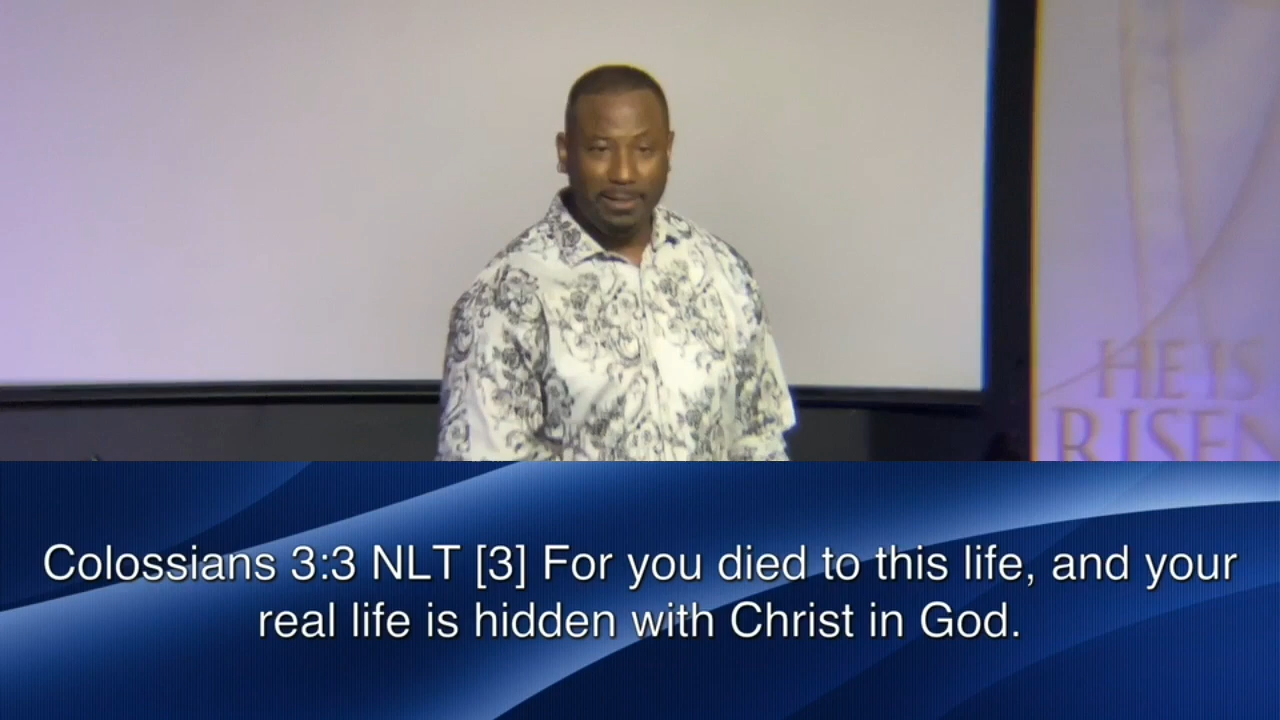 HE IS
RISEN
Colossians 3:3 NLT [3] For you died to this life, and your
real life is hidden with Christ in God.